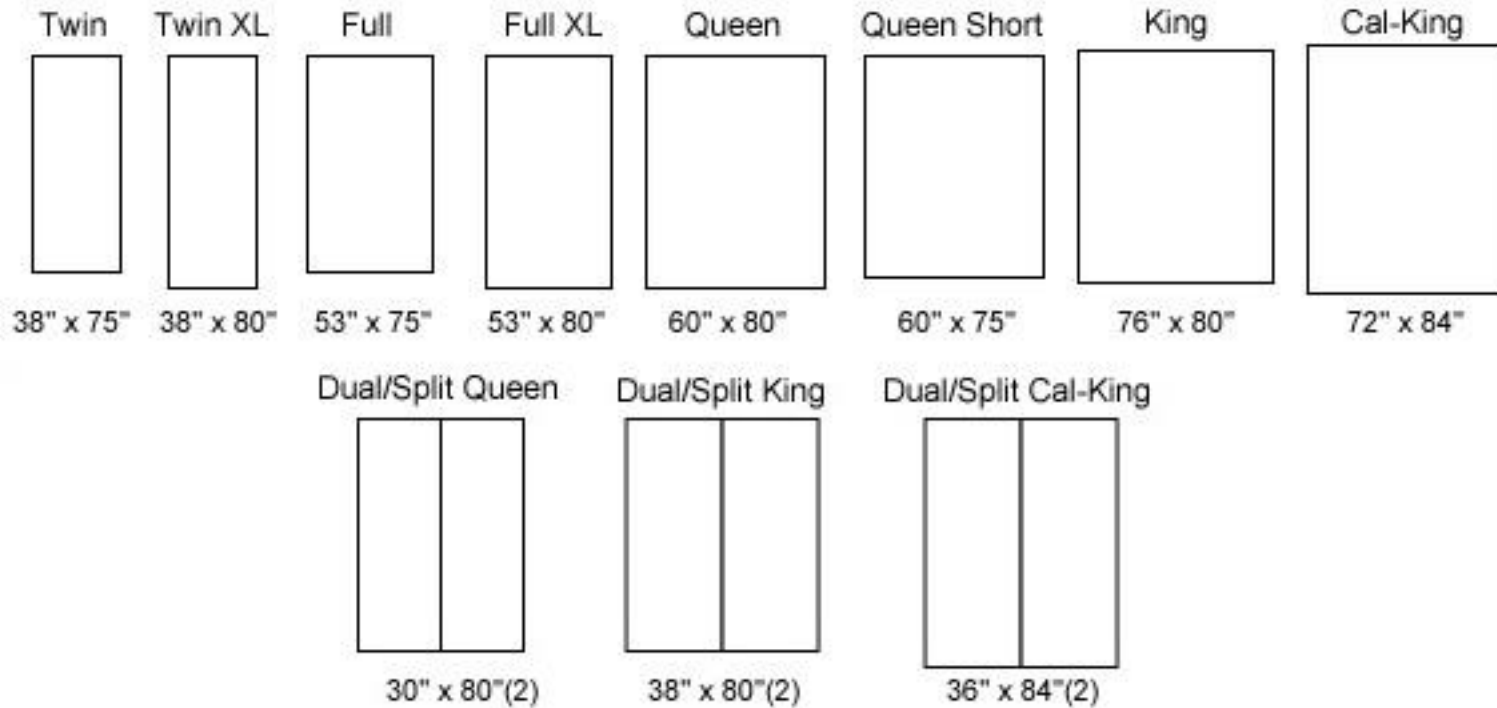 Twin Twin XL Full Full XL Queen Queen Short King Cal-King
38" x 75" 38" x 80" 53" x 75" 53" x 80" 60" x 80" 60" x 75" 76" x 80" 72" x 84"
Dual/Split Queen Dual/Split King Dual/Split Cal-King
30" x 80"(2) 38" x 80"(2) 36" x 84"(2)